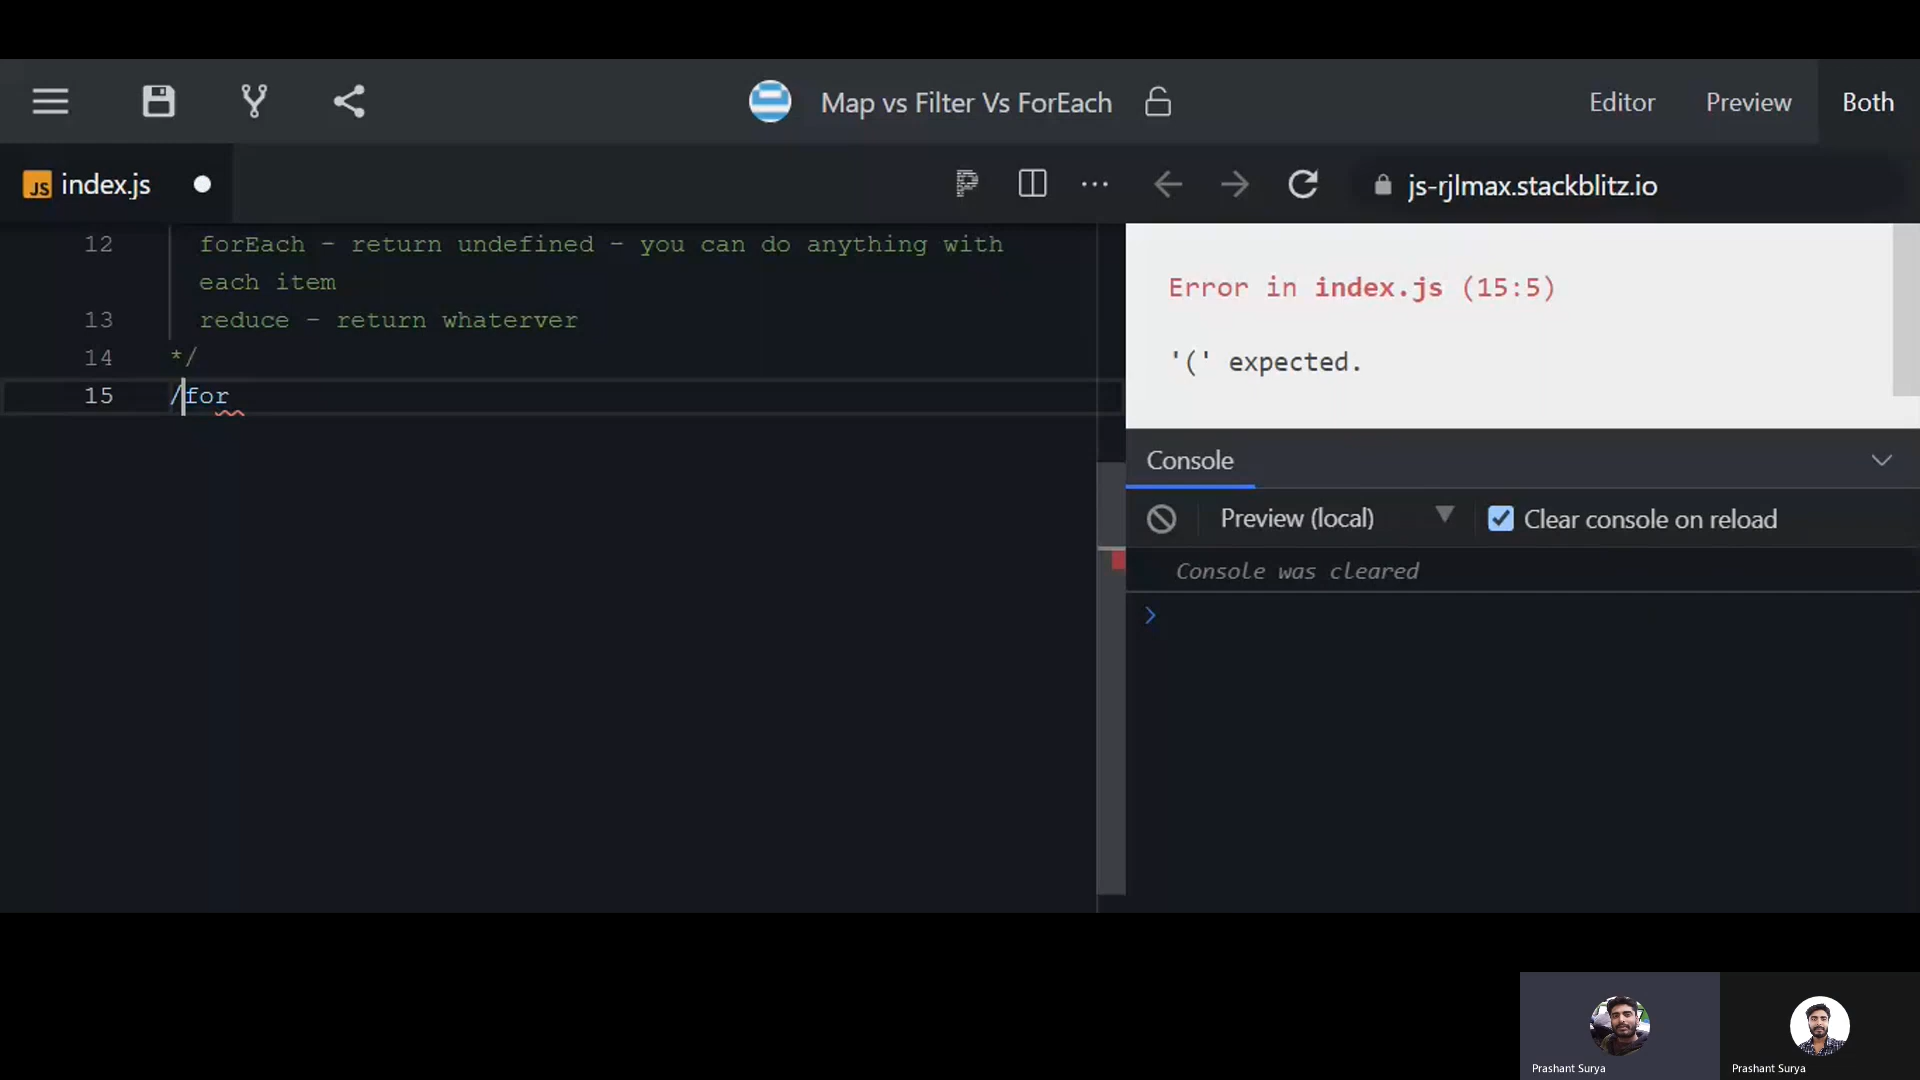 Map vs Filter Vs ForEach
Editor Preview Both
JS index.js
js-rjlmax.stackblitz.io
12 forEach - return undefined - you can do anything with
each item
13 reduce - return whaterver
14 */
15 /for
Error in index.js (15:5)
'(' expected.
Console
Preview (local)
Clear console on reload
Console was cleared
Prashant Surya
Prashant Surya